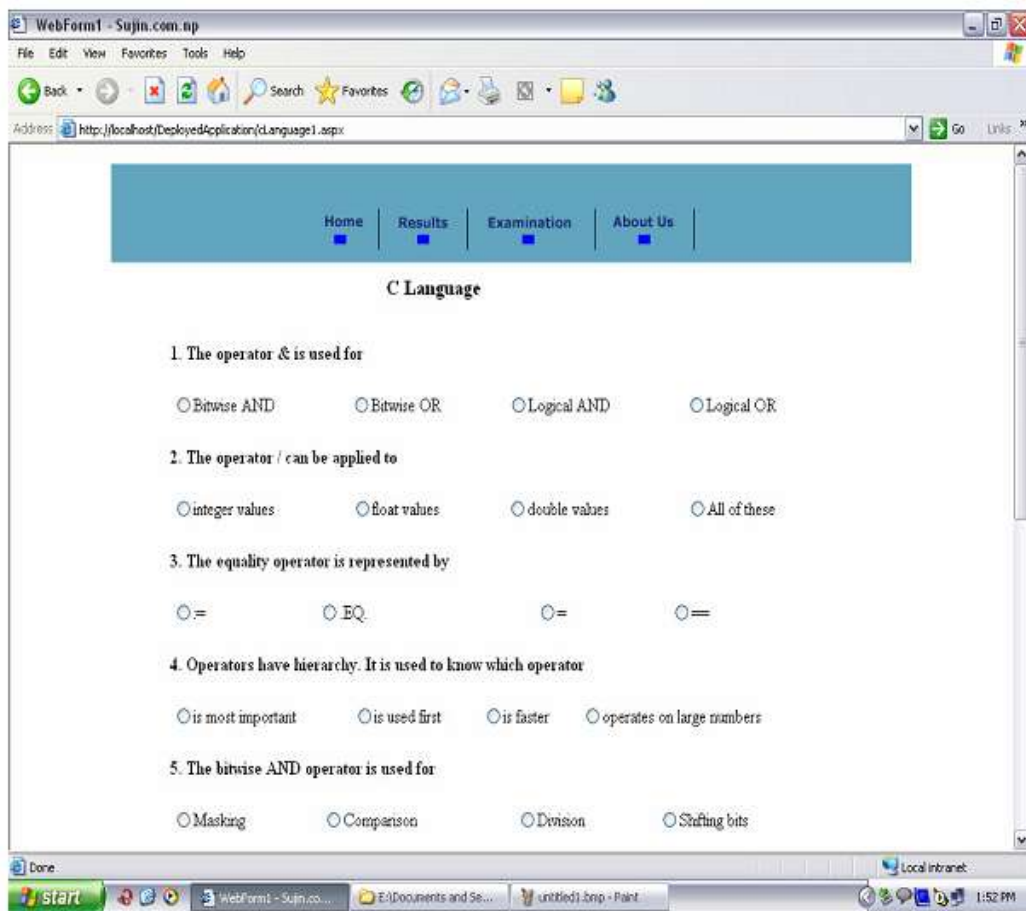 WebForm1 - Sujin.com.np
File Edit View Favorites Tools Help
Back Search Favorites
Address http://localhost/DeployedApplication/cLanguage1.aspx Go Links »
Home Results Examination About Us
C Language
1. The operator & is used for
Bitwise AND Bitwise OR Logical AND Logical OR
2. The operator / can be applied to
integer values float values double values All of these
3. The equality operator is represented by
:= .EQ. = ==
4. Operators have hierarchy. It is used to know which operator
is most important is used first is faster operates on large numbers
5. The bitwise AND operator is used for
Masking Comparison Division Shifting bits
Done Local intranet
start WebForm1 - Sujin.co... E:\Documents and Se... untitled1.bmp - Paint 1:52 PM